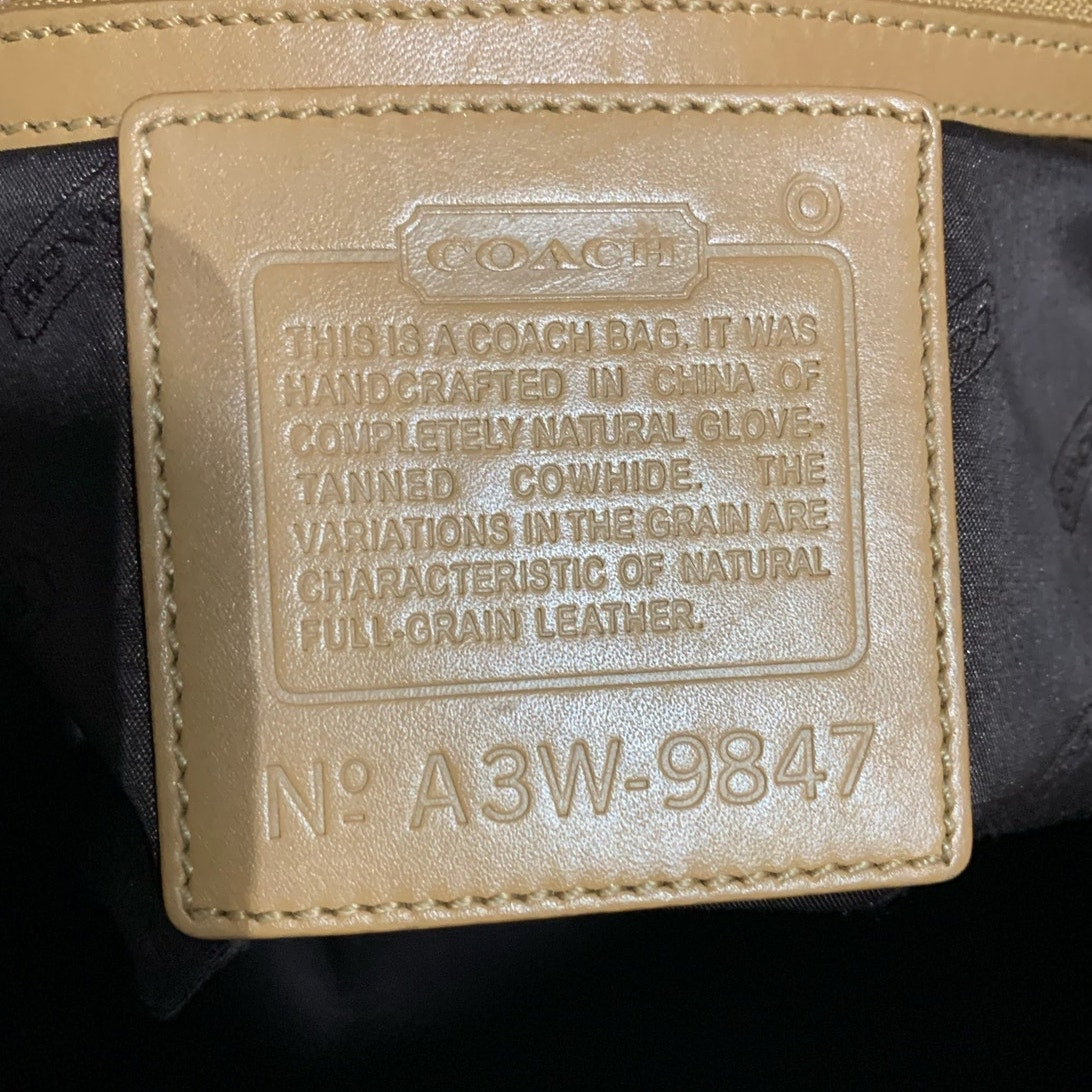 O
COACH
THIS IS A COACH BAG. IT WAS
HANDCRAFTED IN CHINA OF
COMPLETELY NATURAL GLOVE-
TANNED COWHIDE. THE
VARIATIONS IN THE GRAIN ARE
CHARACTERISTIC OF NATURAL
FULL-GRAIN LEATHER.
Nº A3W-9847